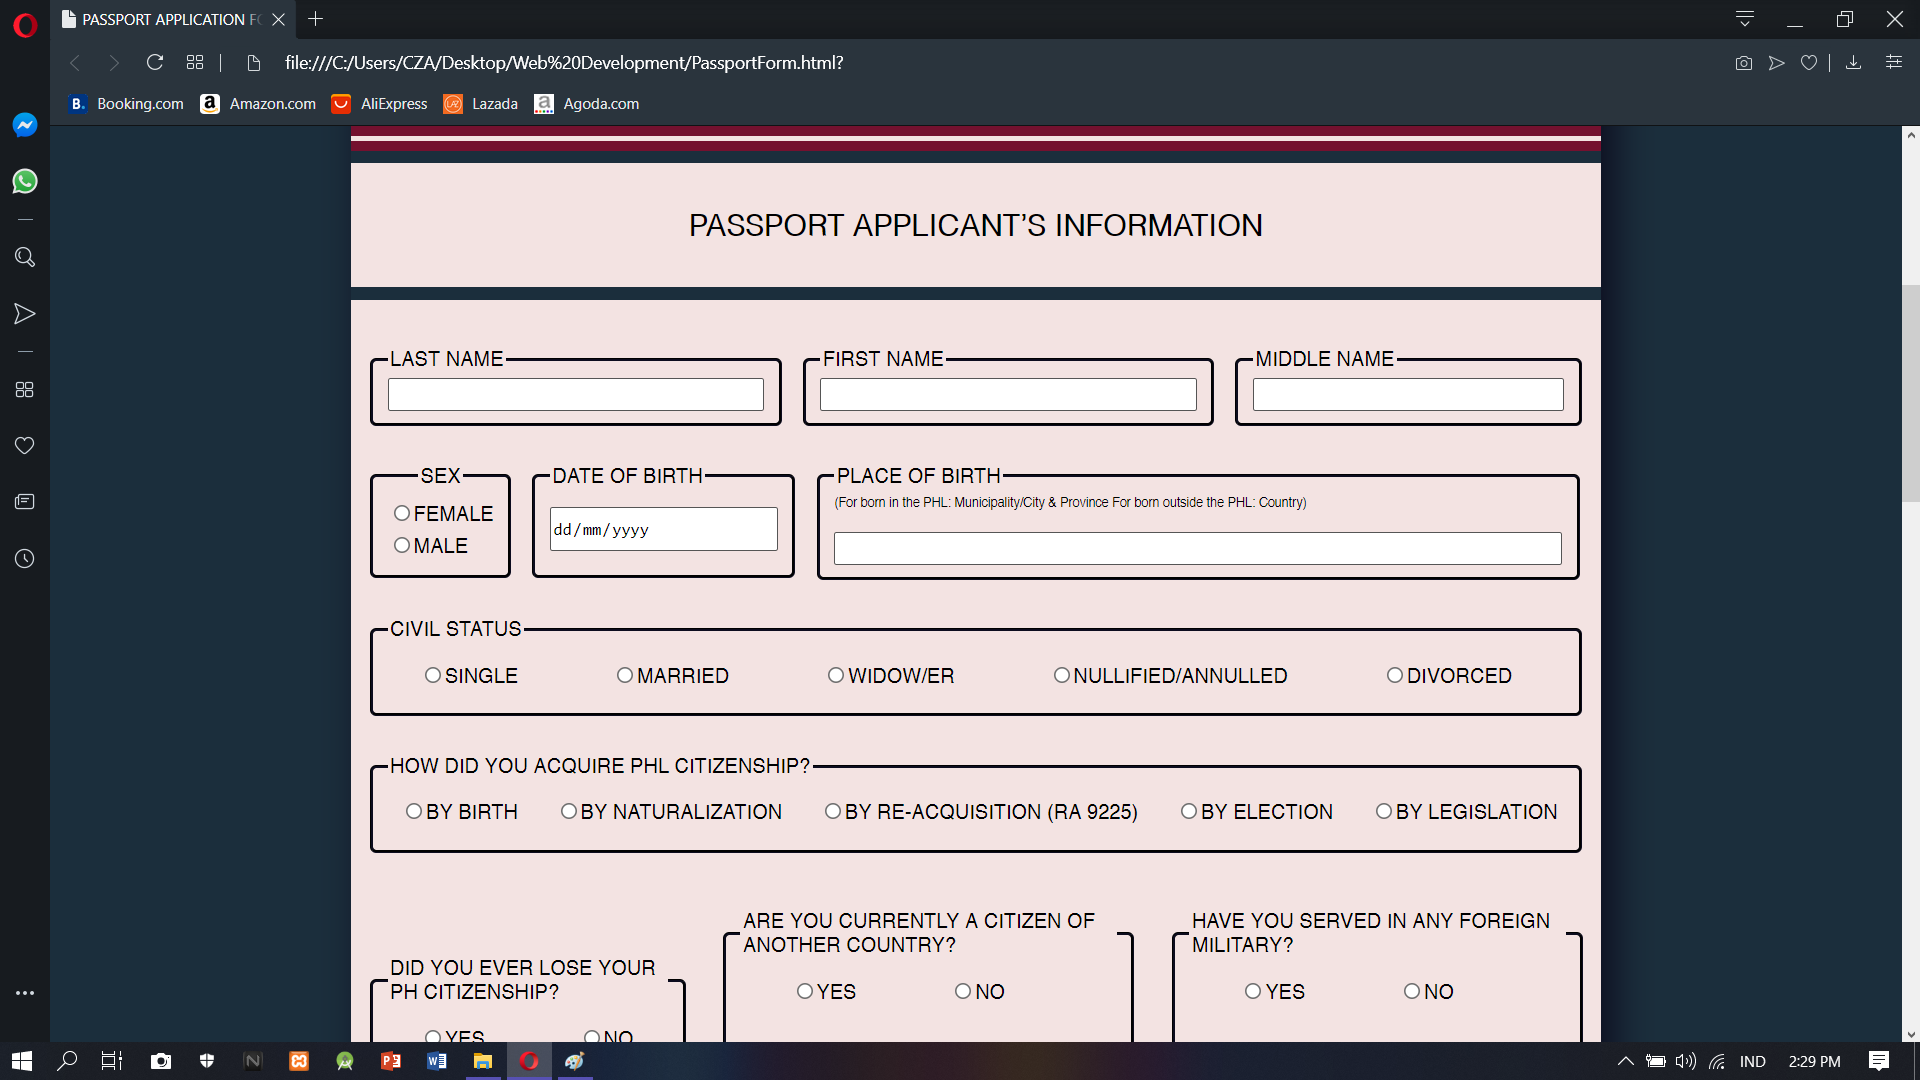 PASSPORT APPLICATION FO
file:///C:/Users/CZA/Desktop/Web%20Development/PassportForm.html?
B. Booking.com a Amazon.com AliExpress Lazada a Agoda.com
PASSPORT APPLICANT'S INFORMATION
LAST NAME FIRST NAME MIDDLE NAME
SEX DATE OF BIRTH PLACE OF BIRTH
(For born in the PHL: Municipality/City & Province For born outside the PHL: Country)
FEMALE
dd/mm/yyyy
MALE
CIVIL STATUS
SINGLE MARRIED WIDOW/ER NULLIFIED/ANNULLED DIVORCED
HOW DID YOU ACQUIRE PHL CITIZENSHIP?
BY BIRTH BY NATURALIZATION BY RE-ACQUISITION (RA 9225) BY ELECTION BY LEGISLATION
ARE YOU CURRENTLY A CITIZEN OF
ANOTHER COUNTRY?
HAVE YOU SERVED IN ANY FOREIGN
MILITARY?
DID YOU EVER LOSE YOUR
PH CITIZENSHIP?
YES NO
YES NO
YES NO
IND 2:29 PM